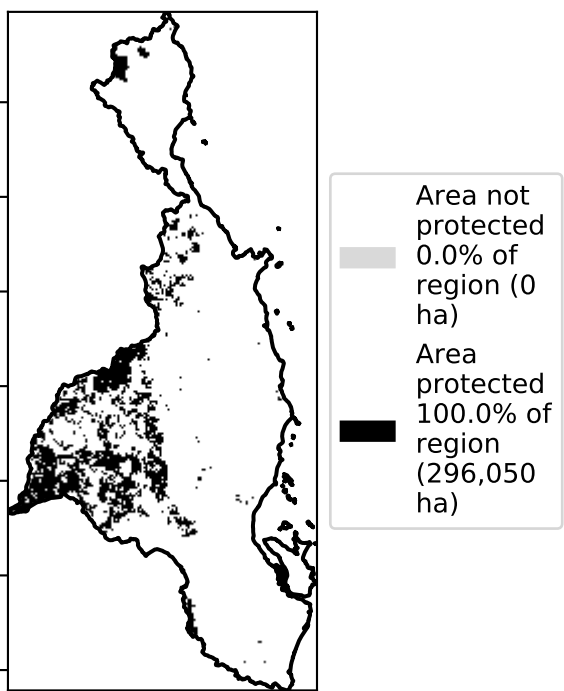 Area not
protected
0.0% of
region (0
ha)
Area
protected
100.0% of
region
(296,050
ha)